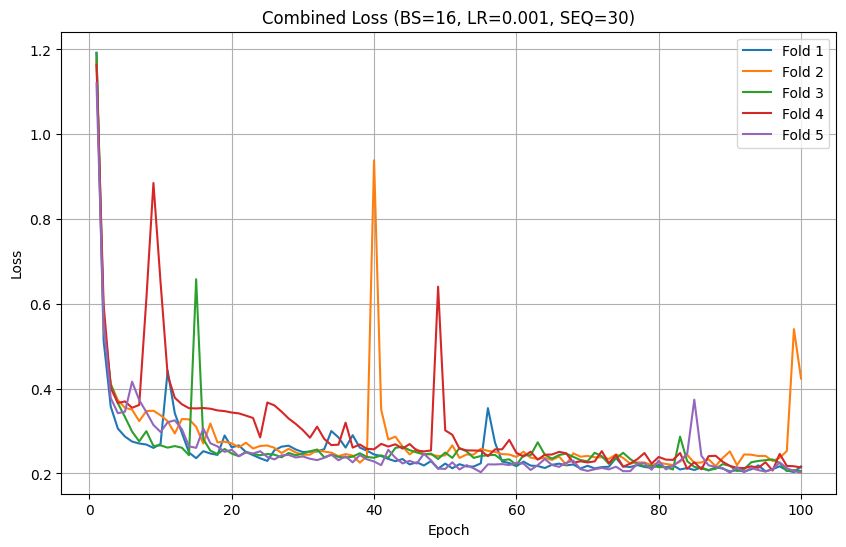 Combined Loss (BS=16, LR=0.001, SEQ=30)
Fold 1
Fold 2
Fold 3
Fold 4
Fold 5
Loss
1.2
1.0
0.8
0.6
0.4
0.2
0 20 40 60 80 100
Epoch